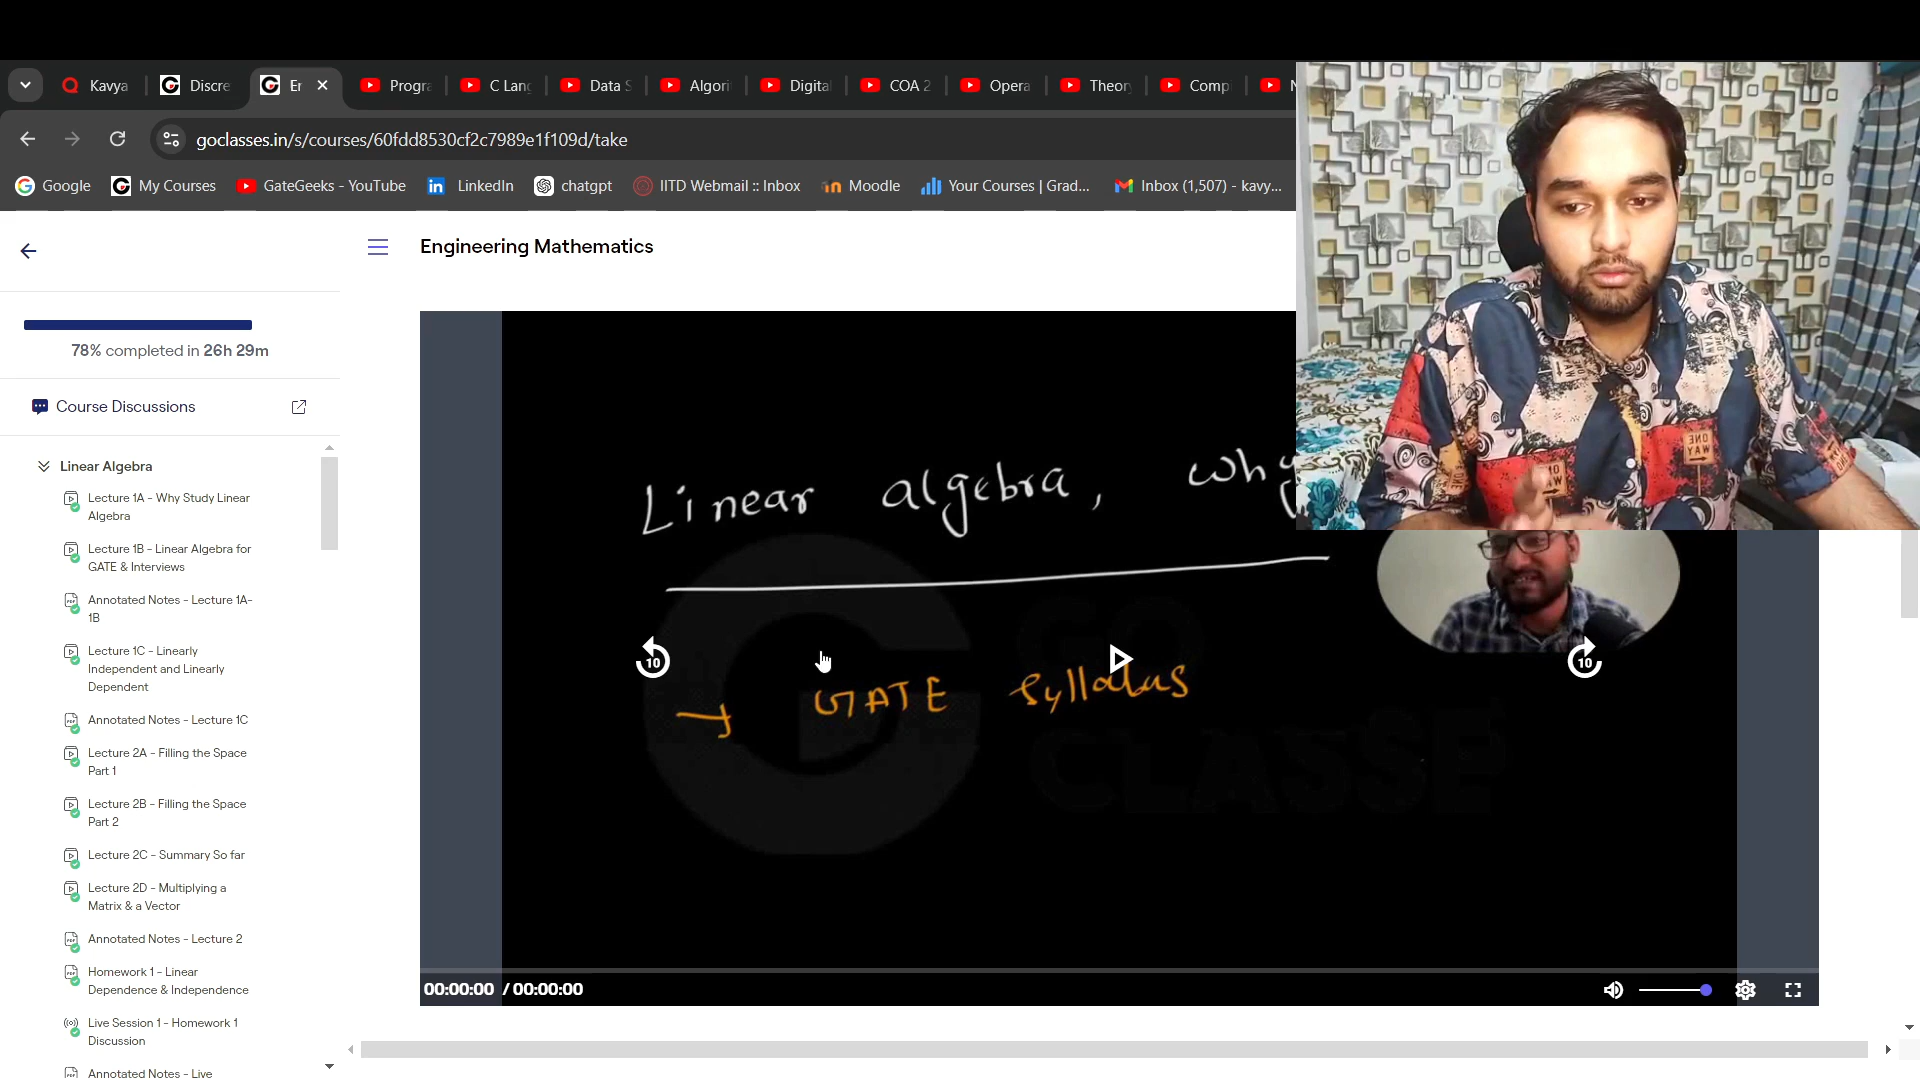 Kavya
Discre
Er
Progra
C Lang
Data S
Algori
Digita
COA 2
Opera
Theor
Comp
goclasses.in/s/courses/60fdd8530cf2c7989e1f109d/take
Google
My Courses
GateGeeks - YouTube
LinkedIn
chatgpt
IITD Webmail :: Inbox
Moodle
Your Courses | Grad...
Inbox (1,507) - kavy...
Engineering Mathematics
78% completed in 26h 29m
Course Discussions
Linear Algebra
Lecture 1A - Why Study Linear
Algebra
Lecture 1B - Linear Algebra for
GATE & Interviews
Annotated Notes - Lecture 1A-
1B
Lecture 1C - Linearly
Independent and Linearly
Dependent
Annotated Notes - Lecture 1C
Lecture 2A - Filling the Space
Part 1
Lecture 2B - Filling the Space
Part 2
Lecture 2C - Summary So far
Lecture 2D - Multiplying a
Matrix & a Vector
Annotated Notes - Lecture 2
Homework 1 - Linear
Dependence & Independence
Live Session 1 - Homework 1
Discussion
Annotated Notes - Live
Linear algebra, why
10
10
→ GATE syllabus
GO
CLASSE
00:00:00 / 00:00:00